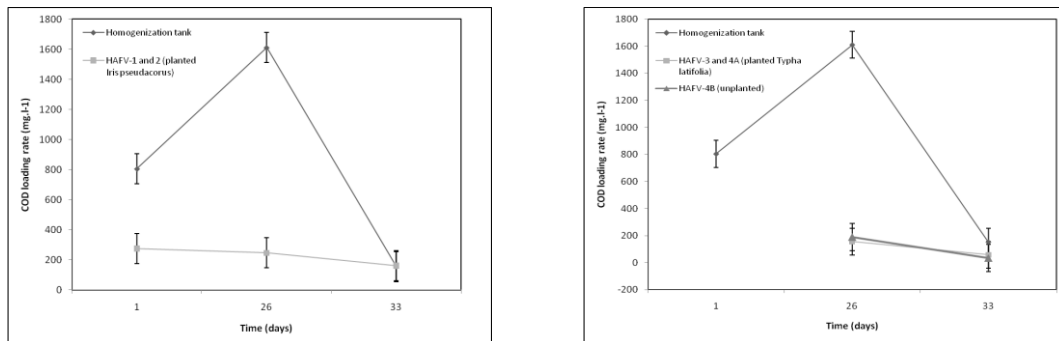 1800
1600
1400
1200
1000
800
600
400
200
0
COD loading rate (mg.l-1)
Homogenization tank
HAFV-1 and 2 (planted
Iris pseudacorus)
1
26
33
Time (days)
1800
1600
1400
1200
1000
800
600
400
200
0
-200
COD loading rate (mg.l-1)
Homogenization tank
HAFV-3 and 4A (planted Typha
latifolia)
HAFV-4B (unplanted)
1
26
33
Time (days)